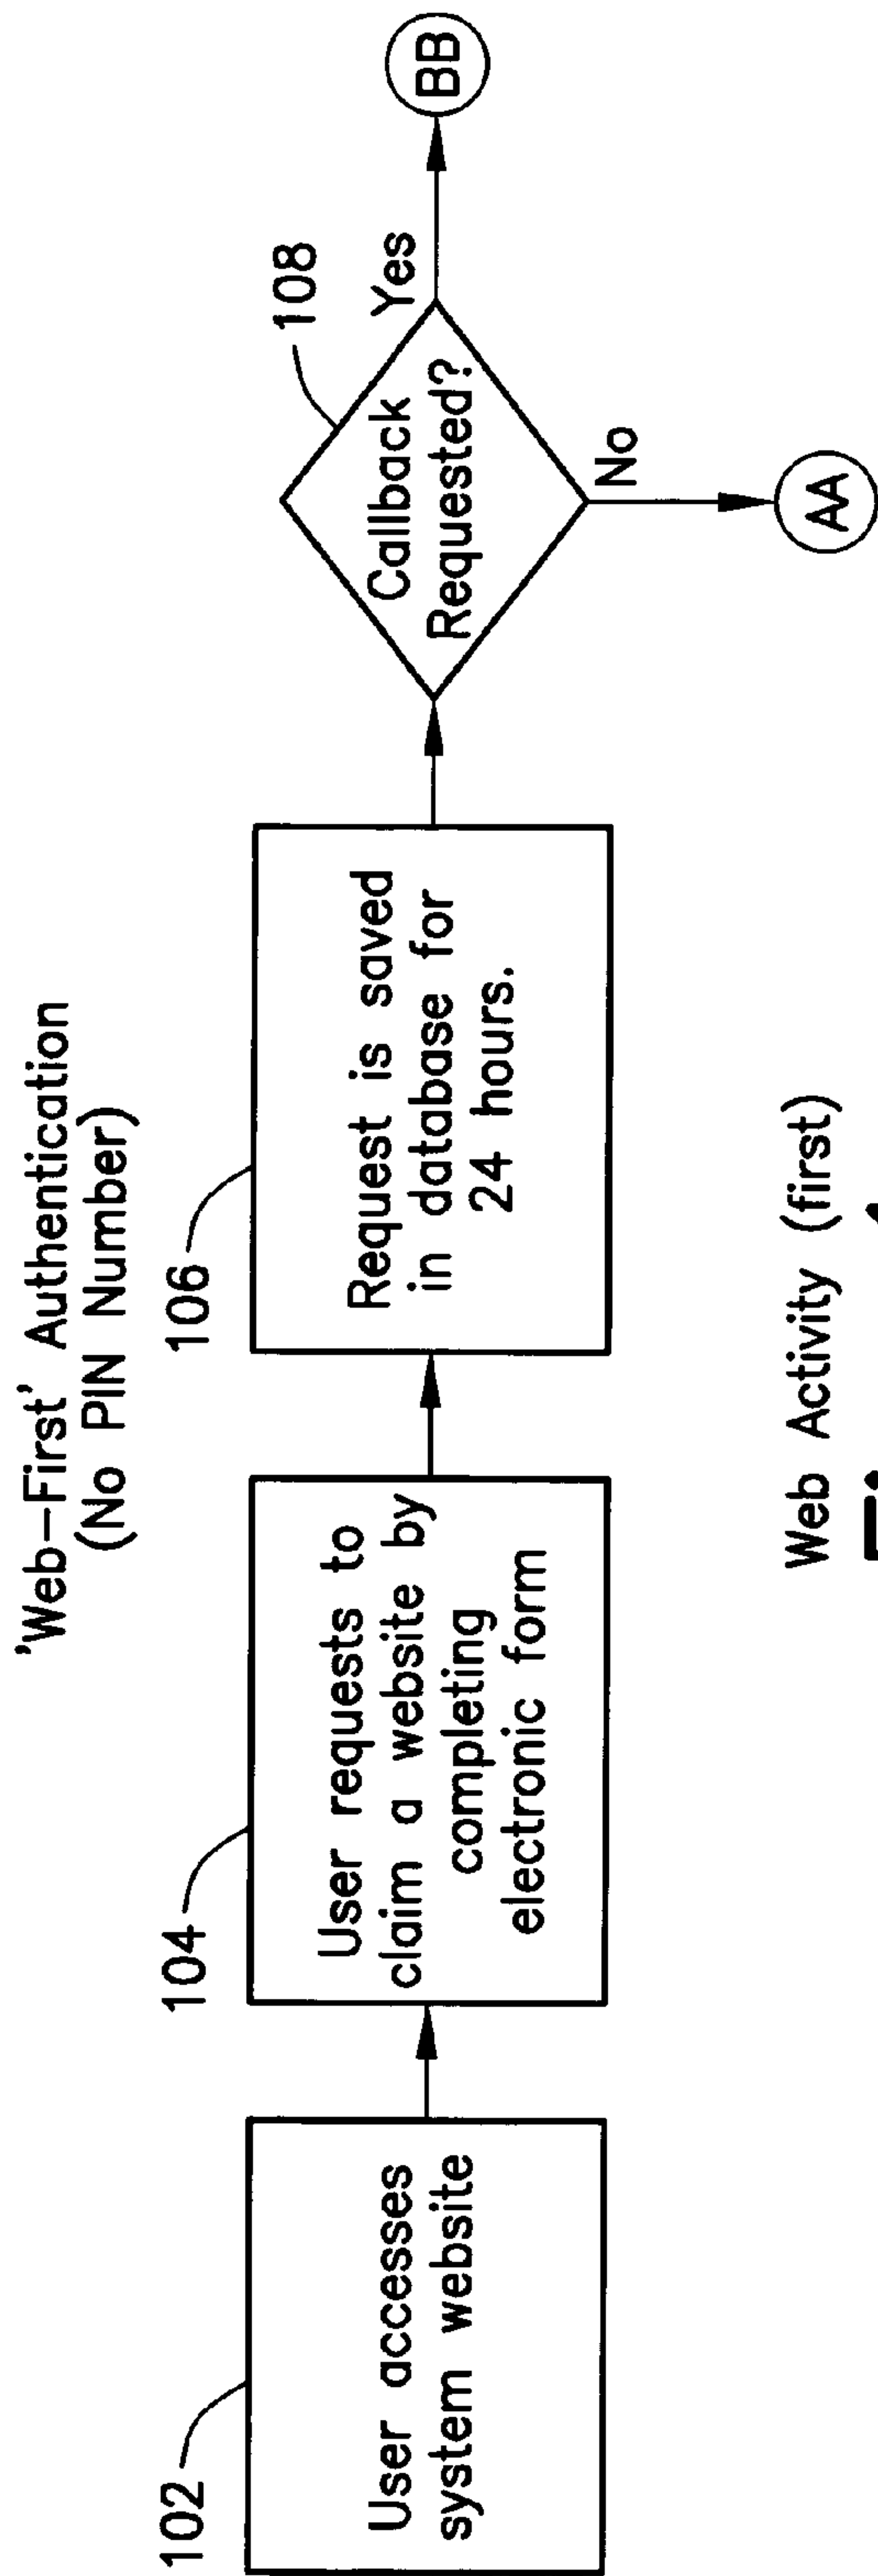 'Web-First' Authentication
(No PIN Number)
102
User accesses
system website
104
User requests to
claim a website by
completing
electronic form
106
Request is saved
in database for
24 hours.
108
Callback
Requested?
Yes
BB
No
AA
Web Activity (first)